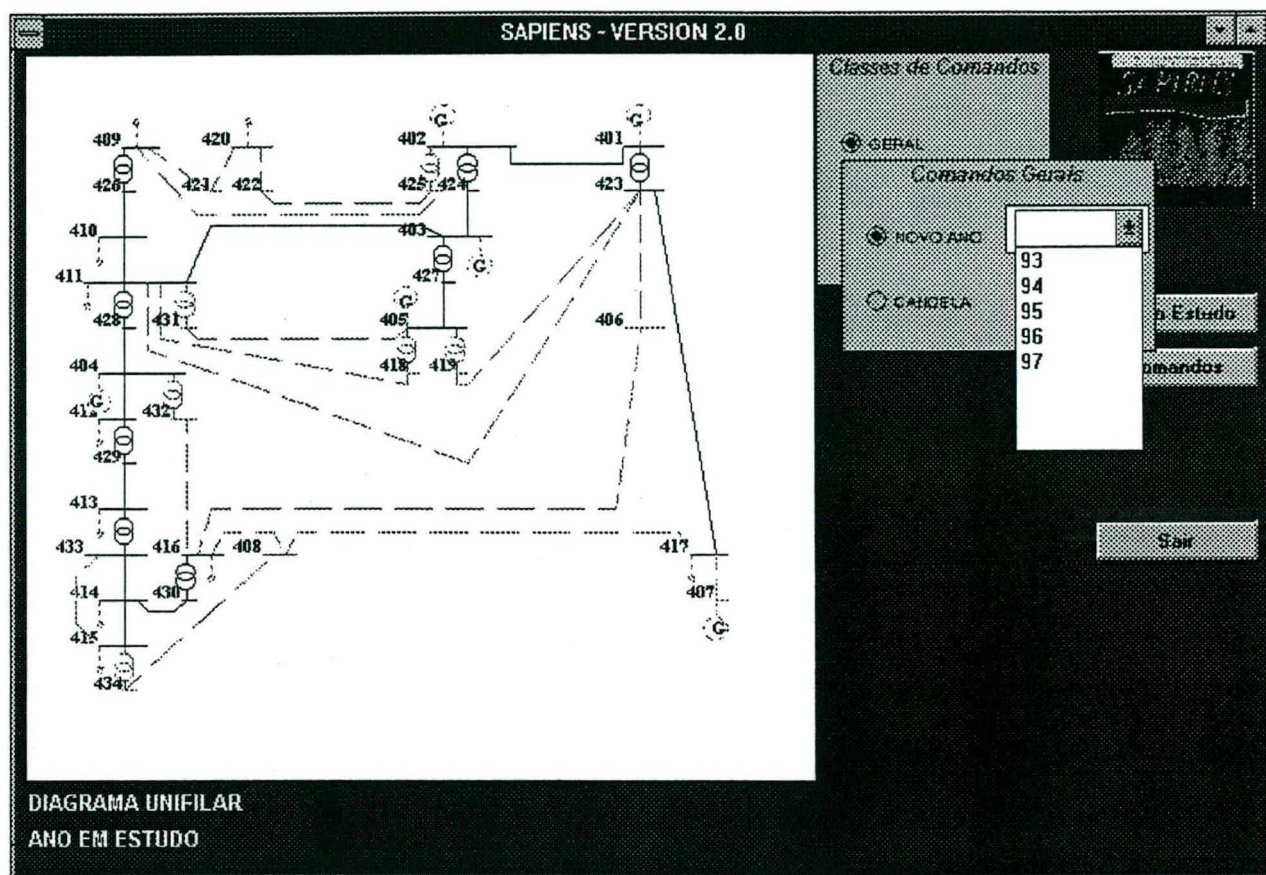 SAPIENS - VERSION 2.0
Classes de Comandos
GERAL
Comandos Gerais
NOVO ANO
CANCELA
93
94
95
96
97
Estudo
omandos
Sair
409 420 402 G 401 G
426 421 422 425 424 423
410 403
411 427 G
428 431 G 405 406
404 418 419
G 412 432
429
413
433 416 408 417
414 430 407
415 G
434
DIAGRAMA UNIFILAR
ANO EM ESTUDO